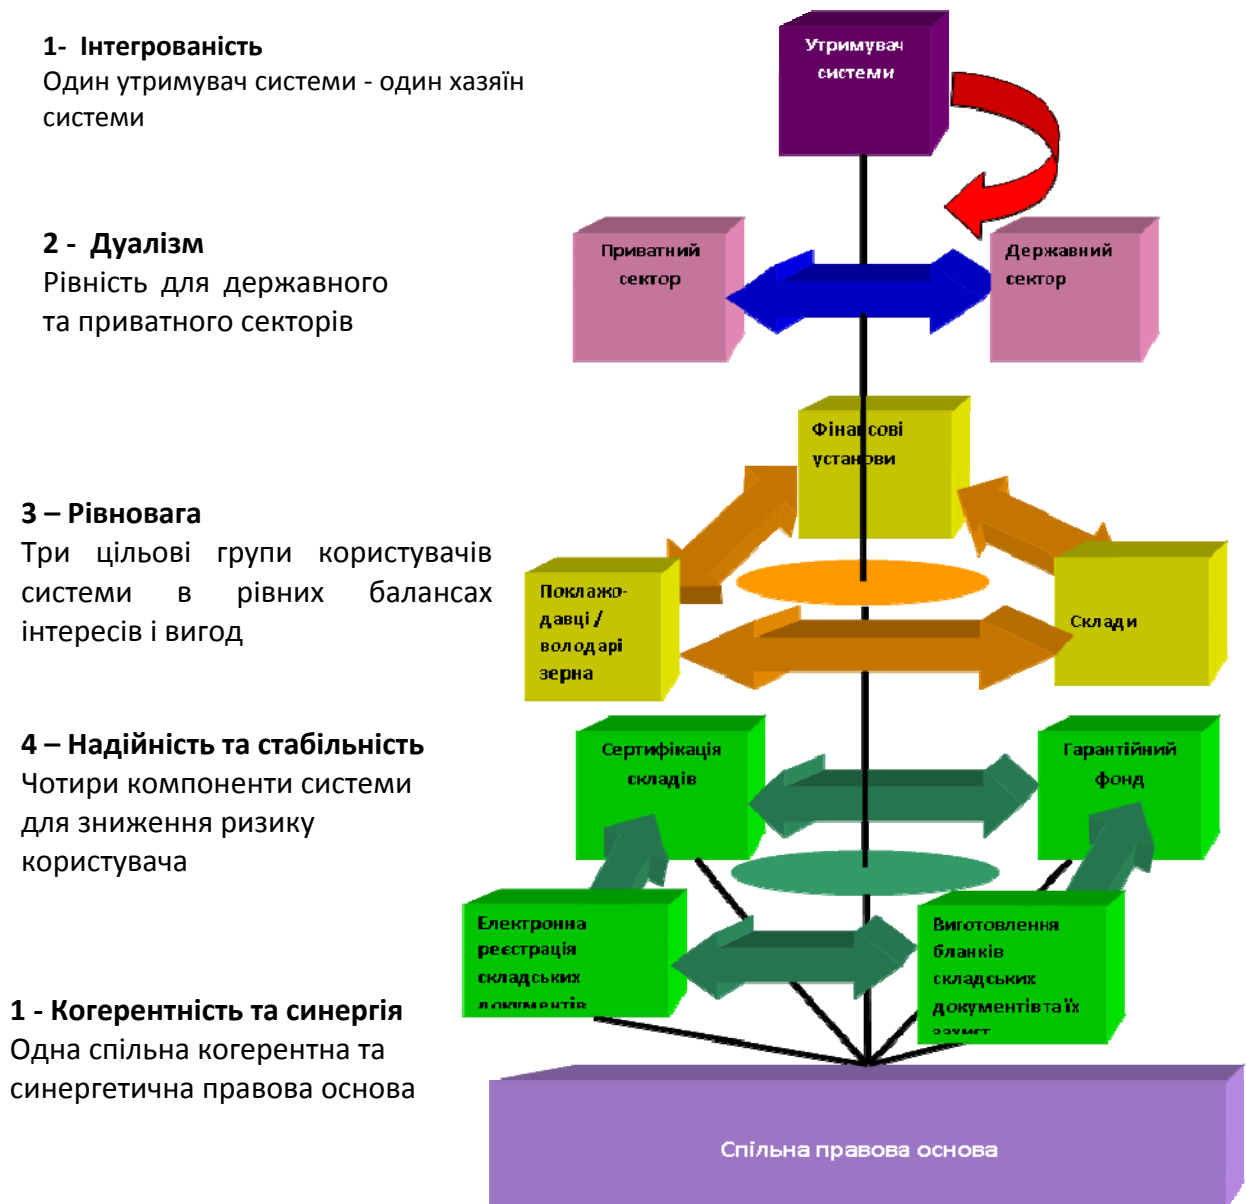 1- Інтегрованість
Один утримувач системи - один хазяїн
системи
Утримувач
системи
2 - Дуалізм
Рівність для державного
та приватного секторів
Приватний
сектор
Державний
сектор
3 – Рівновага
Три цільові групи користувачів
системи в рівних балансах
інтересів і вигод
Фінансові
установи
Поклажо-
давці /
володарі
зерна
Склади
4 – Надійність та стабільність
Чотири компоненти системи
для зниження ризику
користувача
Сертифікація
складів
Гарантійний
фонд
Електронна
реєстрація
складських
документів
Виготовлення
бланків
складських
документів та їх
захист
1 - Когерентність та синергія
Одна спільна когерентна та
синергетична правова основа
Спільна правова основа